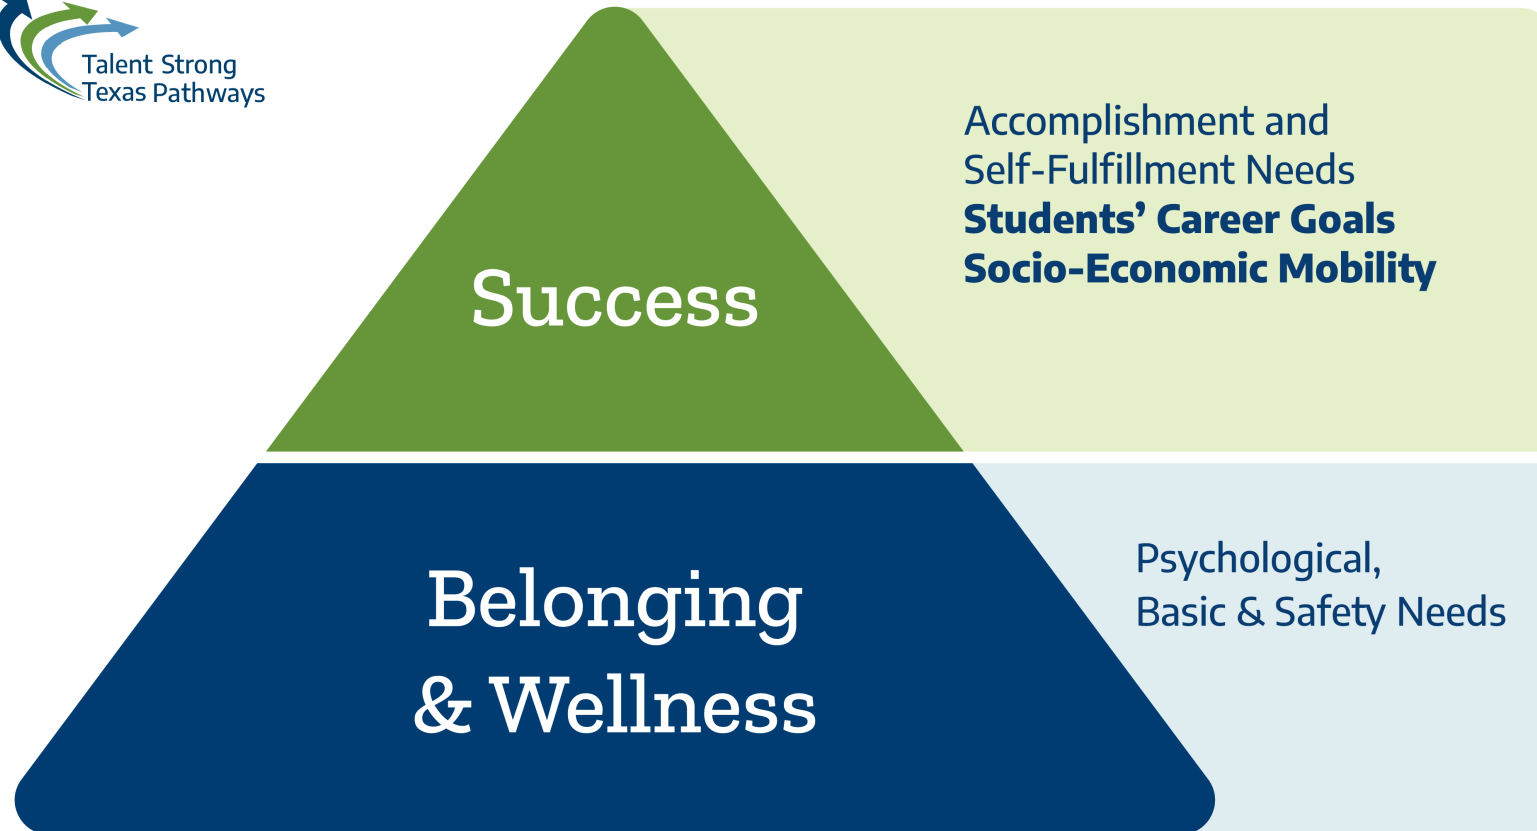 Talent Strong
Texas Pathways
Success
Accomplishment and
Self-Fulfillment Needs
Students’ Career Goals
Socio-Economic Mobility
Belonging
& Wellness
Psychological,
Basic & Safety Needs